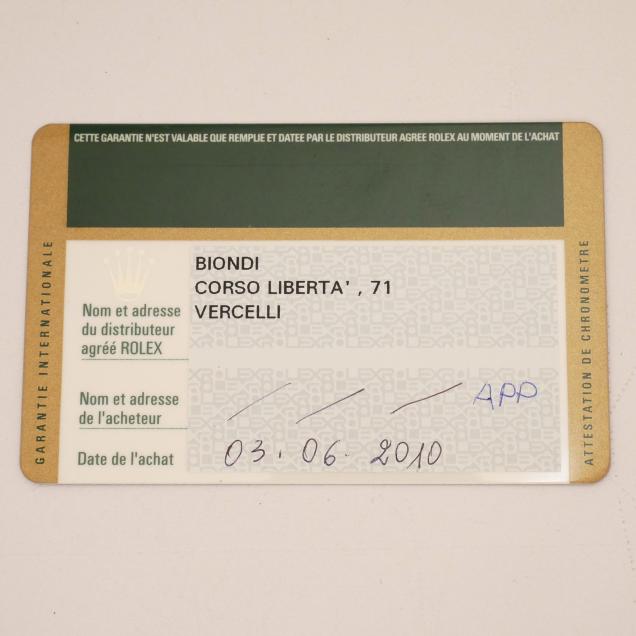 CETTE GARANTIE N'EST VALABLE QUE REMPLIE ET DATEE PAR LE DISTRIBUTEUR AGREE ROLEX AU MOMENT DE L'ACHAT
GARANTIE INTERNATIONALE
BIONDI
CORSO LIBERTA' , 71
VERCELLI
Nom et adresse
du distributeur
agréé ROLEX
Nom et adresse
de l'acheteur
APP
Date de l'achat
03. 06. 2010
ATTESTATION DE CHRONOMETRE